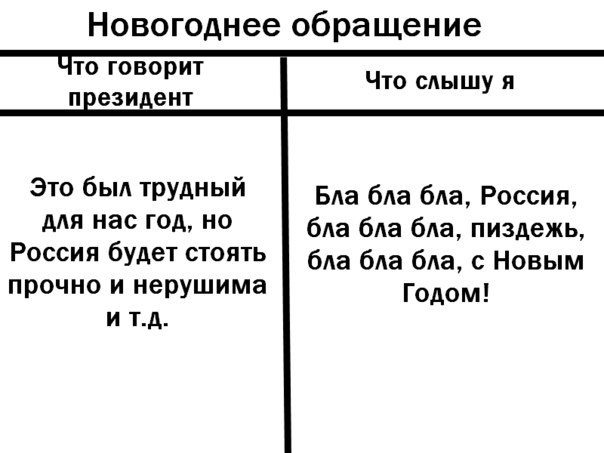 Новогоднее обращение
Что говорит
президент
Что слышу я
Это был трудный
для нас год, но
Россия будет стоять
прочно и нерушима
и т.д.
Бла бла бла, Россия,
бла бла бла, пиздежь,
бла бла бла, с Новым
Годом!